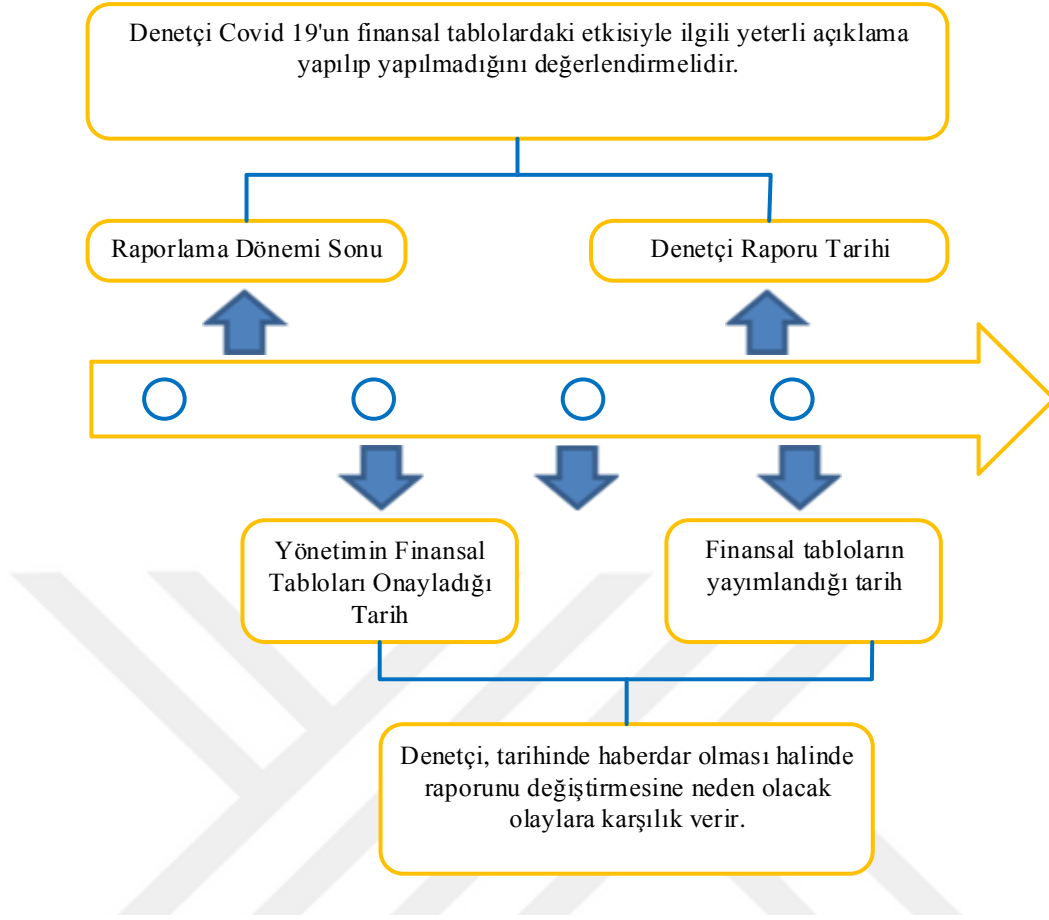 Denetçi Covid 19'un finansal tablolardaki etkisiyle ilgili yeterli açıklama
yapılıp yapılmadığını değerlendirmelidir.
Raporlama Dönemi Sonu
Denetçi Raporu Tarihi
Yönetimin Finansal
Tabloları Onayladığı
Tarih
Finansal tabloların
yayımlandığı tarih
Denetçi, tarihinde haberdar olması halinde
raporunu değiştirmesine neden olacak
olaylara karşılık verir.